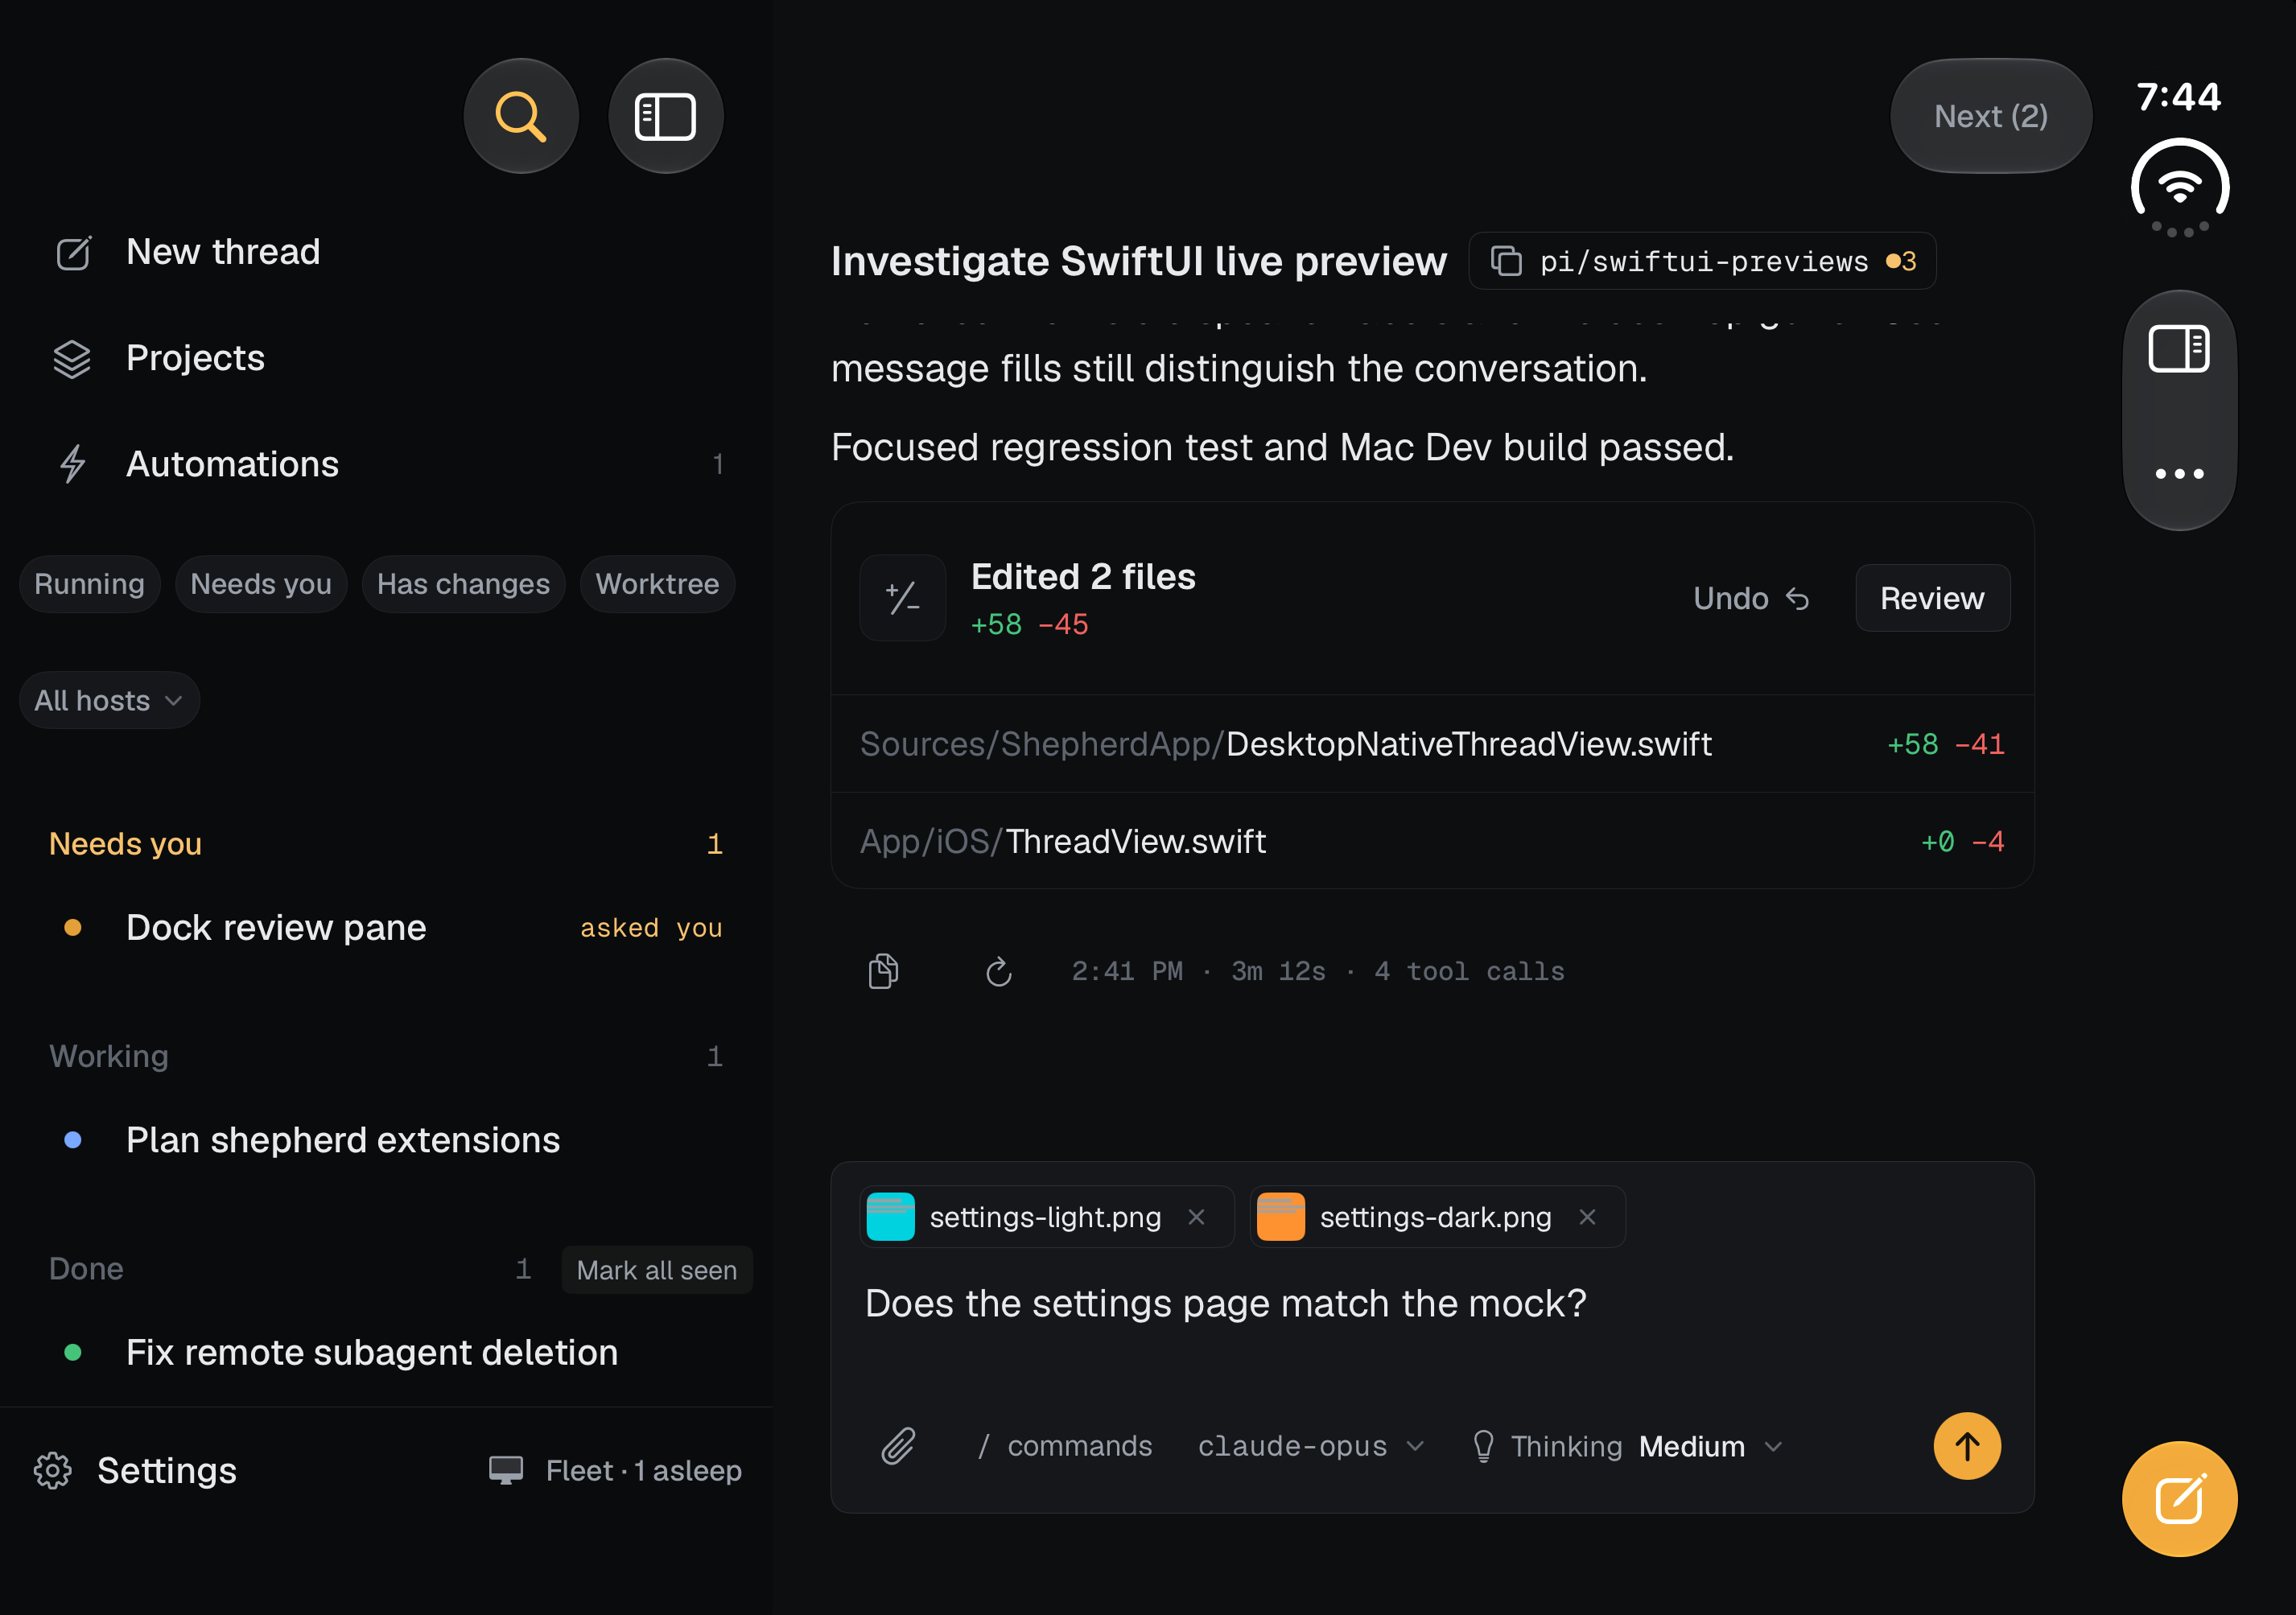 New thread
Projects
Automations 1
Running Needs you Has changes Worktree
All hosts
Needs you 1
Dock review pane asked you
Working 1
Plan shepherd extensions
Done 1 Mark all seen
Fix remote subagent deletion
Settings Fleet · 1 asleep
Next (2)
7:44
Investigate SwiftUI live preview pi/swiftui-previews 3
message fills still distinguish the conversation.
Focused regression test and Mac Dev build passed.
Edited 2 files
+58 −45
Undo Review
Sources/ShepherdApp/DesktopNativeThreadView.swift +58 −41
App/iOS/ThreadView.swift +0 −4
2:41 PM · 3m 12s · 4 tool calls
settings-light.png settings-dark.png
Does the settings page match the mock?
/ commands claude-opus Thinking Medium